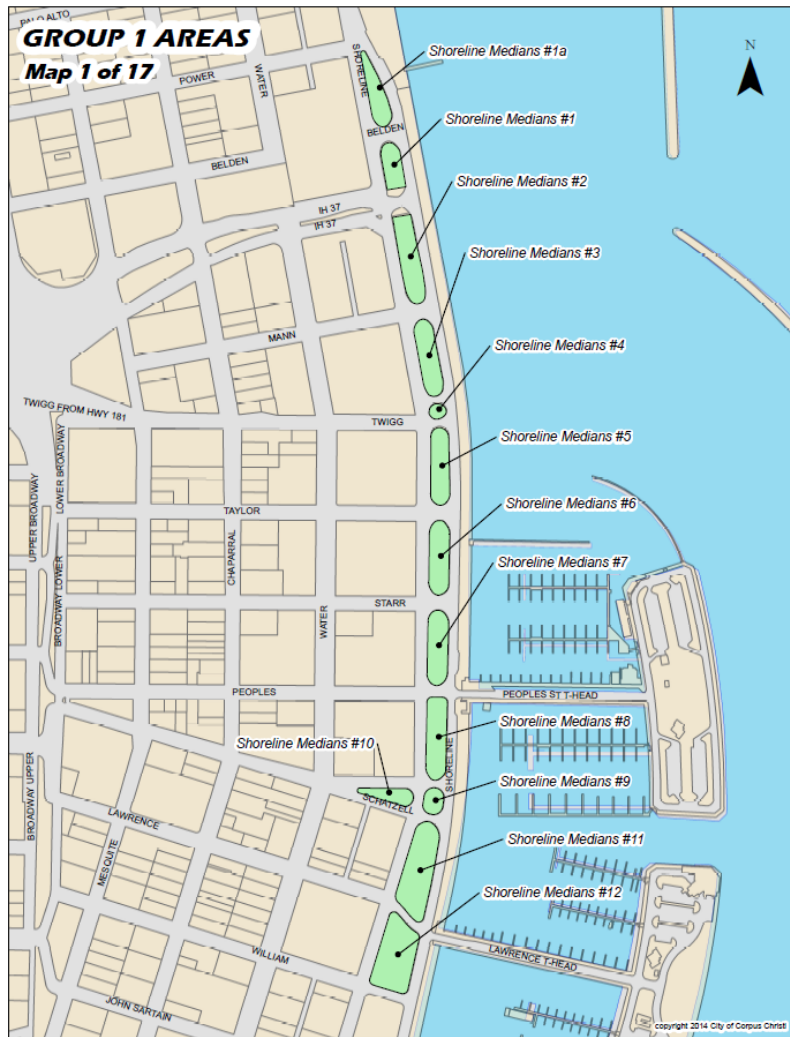 PALO ALTO
GROUP 1 AREAS
Map 1 of 17
SHORELINE
Shoreline Medians #1a
N
POWER
WATER
Shoreline Medians #1
BELDEN
BELDEN
Shoreline Medians #2
IH 37
IH 37
Shoreline Medians #3
MANN
Shoreline Medians #4
TWIGG FROM HWY 181
TWIGG
Shoreline Medians #5
LOWER BROADWAY
UPPER BROADWAY
Shoreline Medians #6
TAYLOR
CHAPARRAL
Shoreline Medians #7
BROADWAY LOWER
WATER
STARR
PEOPLES
PEOPLES ST T-HEAD
Shoreline Medians #8
Shoreline Medians #10
SHORELINE
Shoreline Medians #9
BROADWAY UPPER
SCHATZELL
LAWRENCE
MESQUITE
Shoreline Medians #11
Shoreline Medians #12
WILLIAM
LAWRENCE T-HEAD
JOHN SARTAIN
copyright 2014 City of Corpus Christi